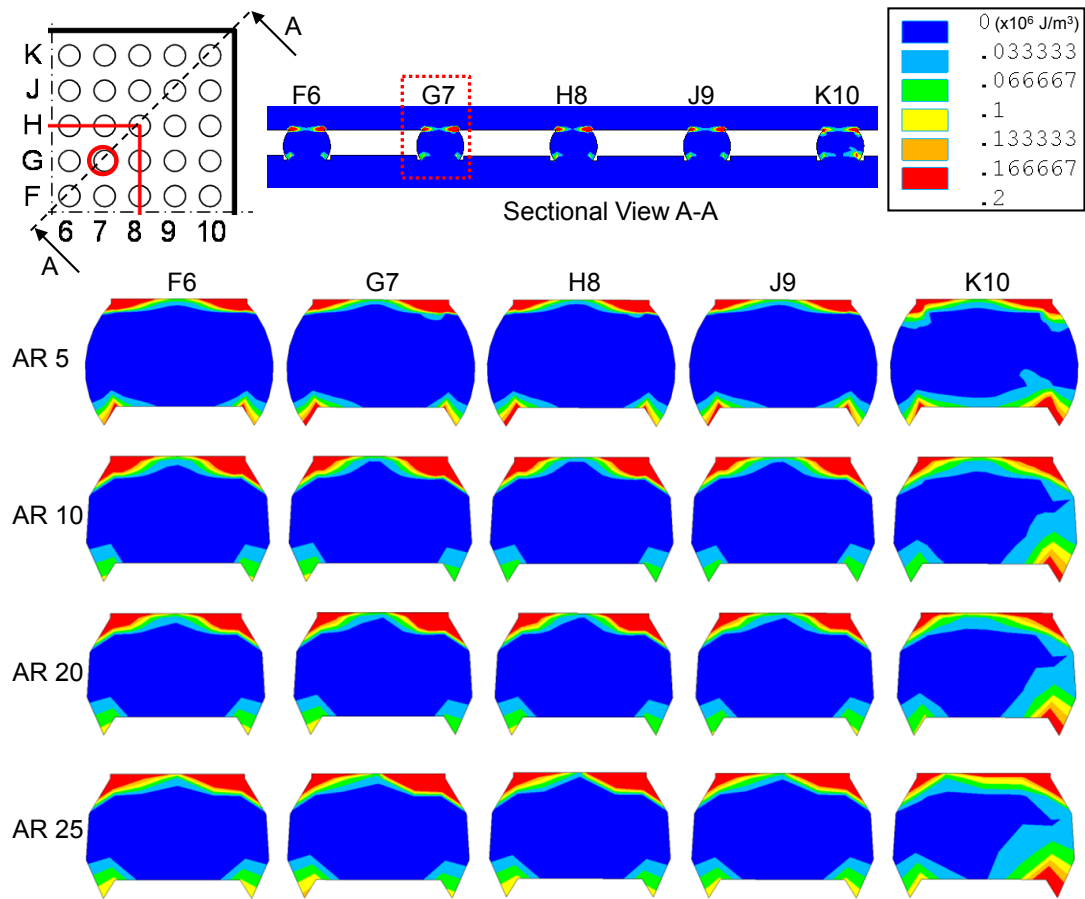 A
K
J
H
G
F
6 7 8 9 10
A
F6 G7 H8 J9 K10
Sectional View A-A
0 (x10⁶ J/m³)
.033333
.066667
.1
.133333
.166667
.2
F6 G7 H8 J9 K10
AR 5
AR 10
AR 20
AR 25